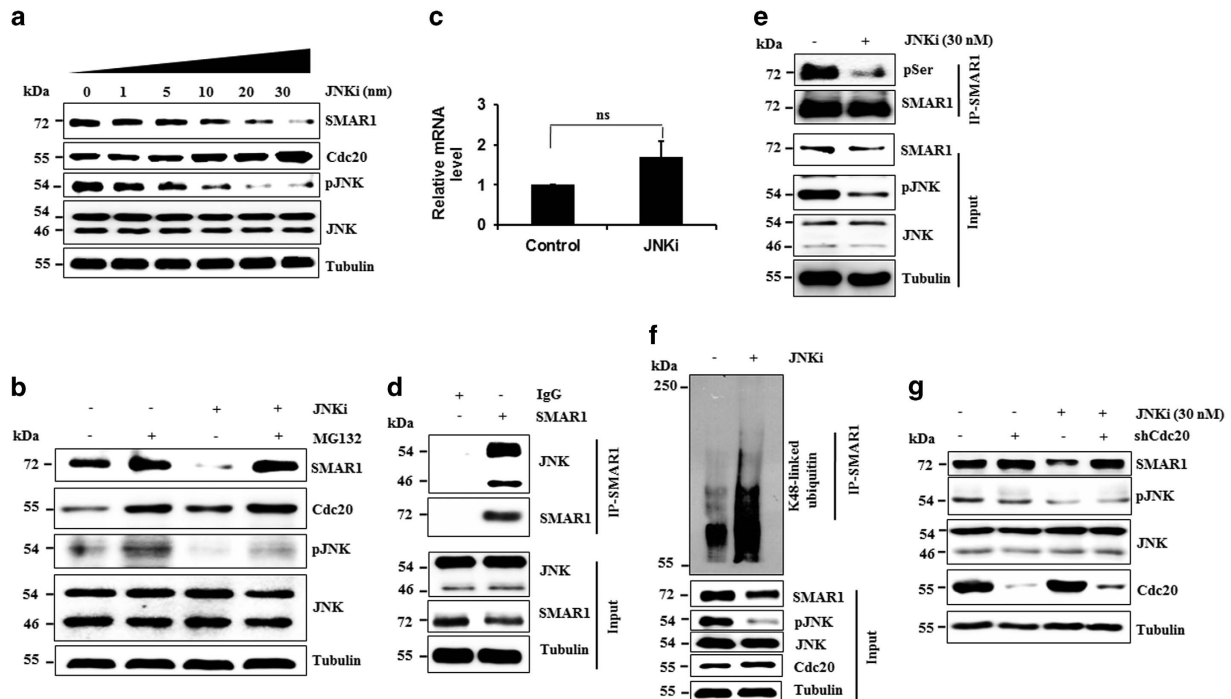 a
kDa 0 1 5 10 20 30 JNKi (nm)
72 SMAR1
55 Cdc20
54 pJNK
54
46 JNK
55 Tubulin
b
- - + + JNKi
kDa - + - + MG132
72 SMAR1
55 Cdc20
54 pJNK
54
46 JNK
55 Tubulin
c
Relative mRNA level
3
2
1
0
ns
Control JNKi
d
+ - IgG
kDa - + SMAR1
54 JNK
46
72 SMAR1
IP-SMAR1
54 JNK
46
72 SMAR1
55 Tubulin
Input
e
kDa - + JNKi (30 nM)
72 pSer
72 SMAR1
IP-SMAR1
72 SMAR1
54 pJNK
54 JNK
46
55 Tubulin
Input
f
- + JNKi
kDa
250
55
K48-linked ubiquitin
IP-SMAR1
72 SMAR1
54 pJNK
54 JNK
55 Cdc20
55 Tubulin
Input
g
- - + + JNKi (30 nM)
kDa - + - + shCdc20
72 SMAR1
54 pJNK
54
46 JNK
55 Cdc20
55 Tubulin